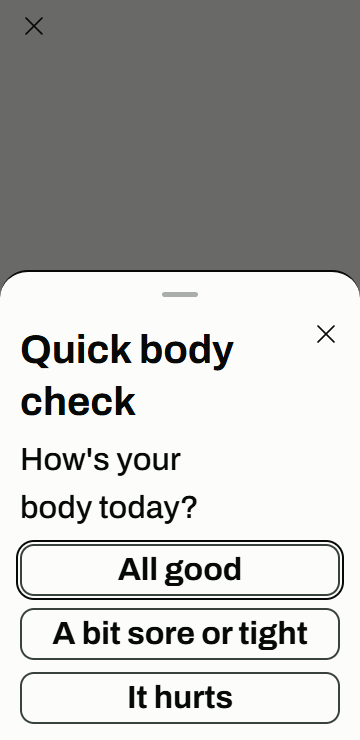 Quick body
check
How's your
body today?
All good
A bit sore or tight
It hurts